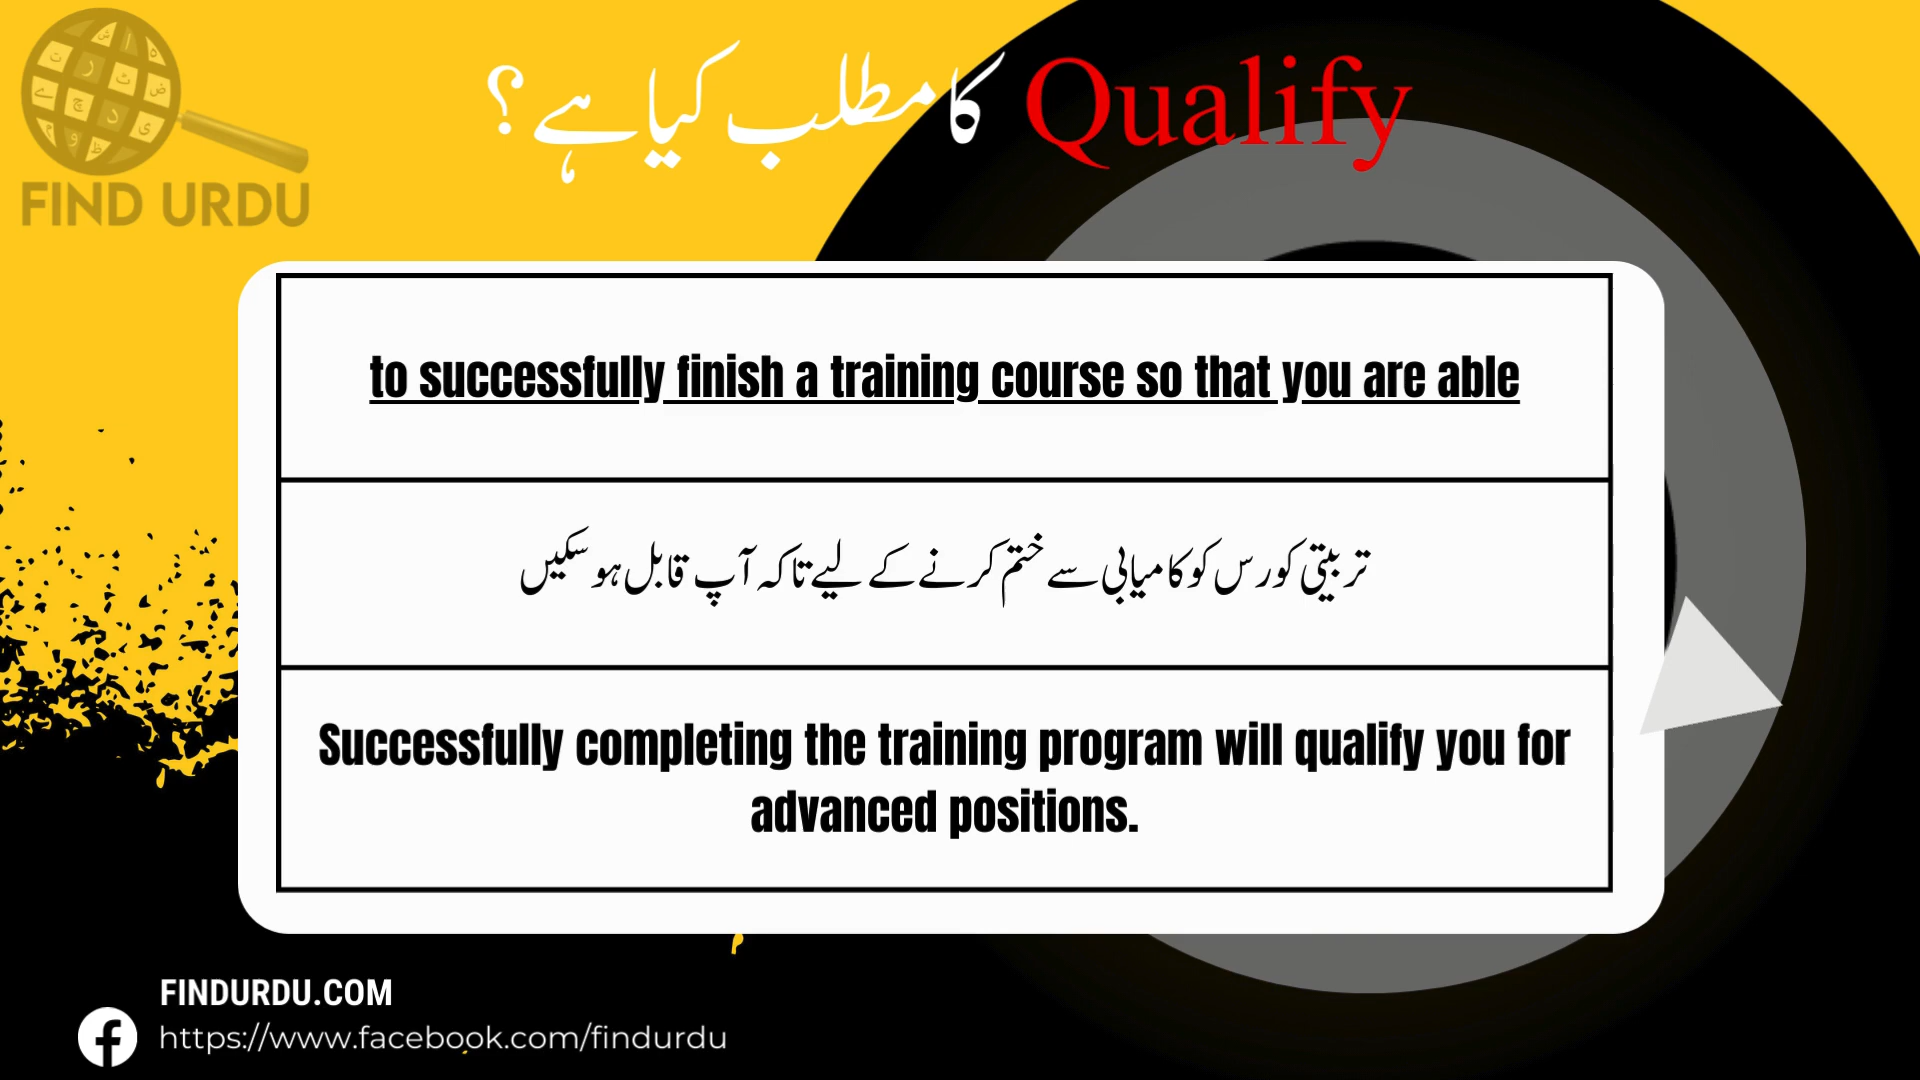 FIND URDU
Qualify کا مطلب کیا ہے؟
to successfully finish a training course so that you are able
تربیتی کورس کو کامیابی سے ختم کرنے کے لیے تاکہ آپ قابل ہو سکیں
Successfully completing the training program will qualify you for
advanced positions.
FINDURDU.COM
https://www.facebook.com/findurdu